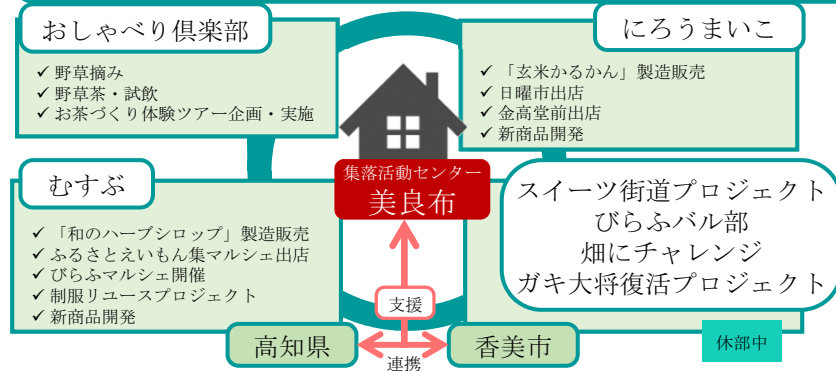 おしゃべり倶楽部
✓ 野草摘み
✓ 野草茶・試飲
✓ お茶づくり体験ツアー企画・実施
にろうまいこ
✓ 「玄米かるかん」製造販売
✓ 日曜市出店
✓ 金高堂前出店
✓ 新商品開発
集落活動センター
美良布
むすぶ
✓ 「和のハーブシロップ」製造販売
✓ ふるさとえいもん集マルシェ出店
✓ びらふマルシェ開催
✓ 制服リユースプロジェクト
✓ 新商品開発
スイーツ街道プロジェクト
びらふバル部
畑にチャレンジ
ガキ大将復活プロジェクト
休部中
支援
高知県
連携
香美市